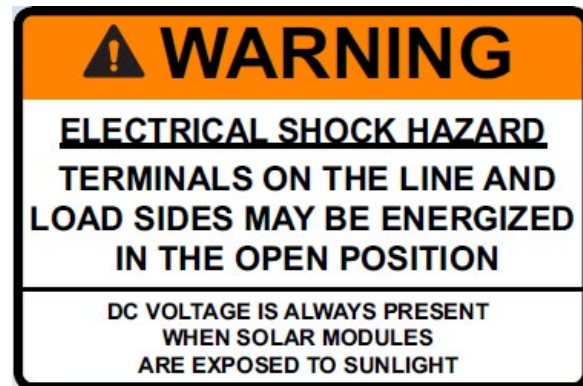 WARNING
ELECTRICAL SHOCK HAZARD
TERMINALS ON THE LINE AND
LOAD SIDES MAY BE ENERGIZED
IN THE OPEN POSITION
DC VOLTAGE IS ALWAYS PRESENT
WHEN SOLAR MODULES
ARE EXPOSED TO SUNLIGHT